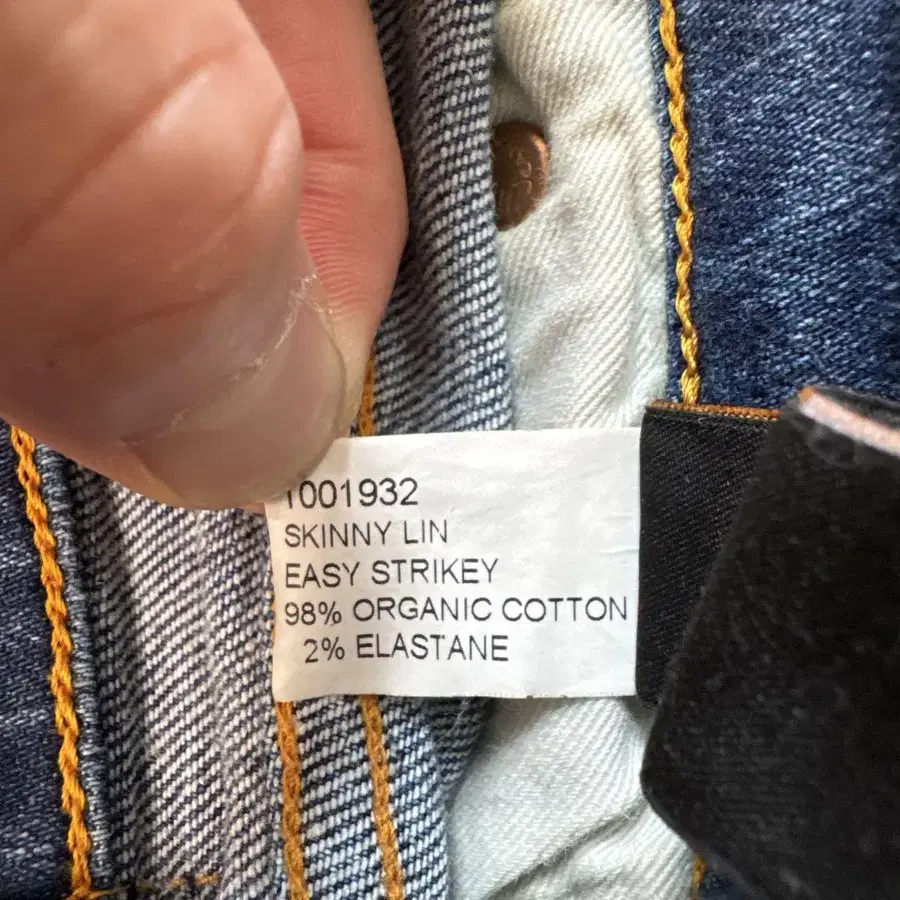 1001932
SKINNY LIN
EASY STRIKEY
98% ORGANIC COTTON
2% ELASTANE